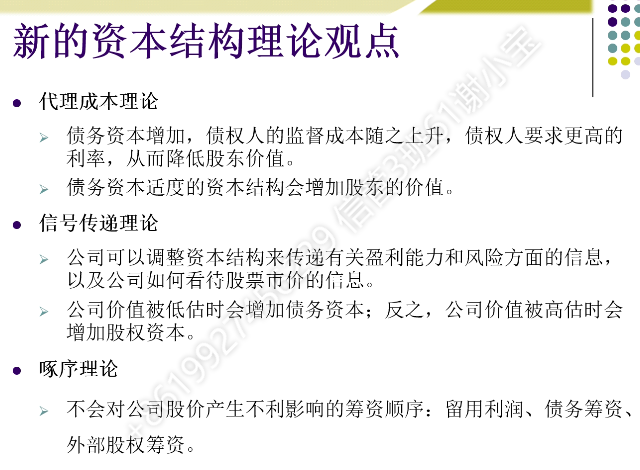 新的资本结构理论观点
代理成本理论
债务资本增加，债权人的监督成本随之上升，债权人要求更高的
利率，从而降低股东价值。
债务资本适度的资本结构会增加股东的价值。
信号传递理论
公司可以调整资本结构来传递有关盈利能力和风险方面的信息，
以及公司如何看待股票市价的信息。
公司价值被低估时会增加债务资本；反之，公司价值被高估时会
增加股权资本。
啄序理论
不会对公司股价产生不利影响的筹资顺序：留用利润、债务筹资、
外部股权筹资。